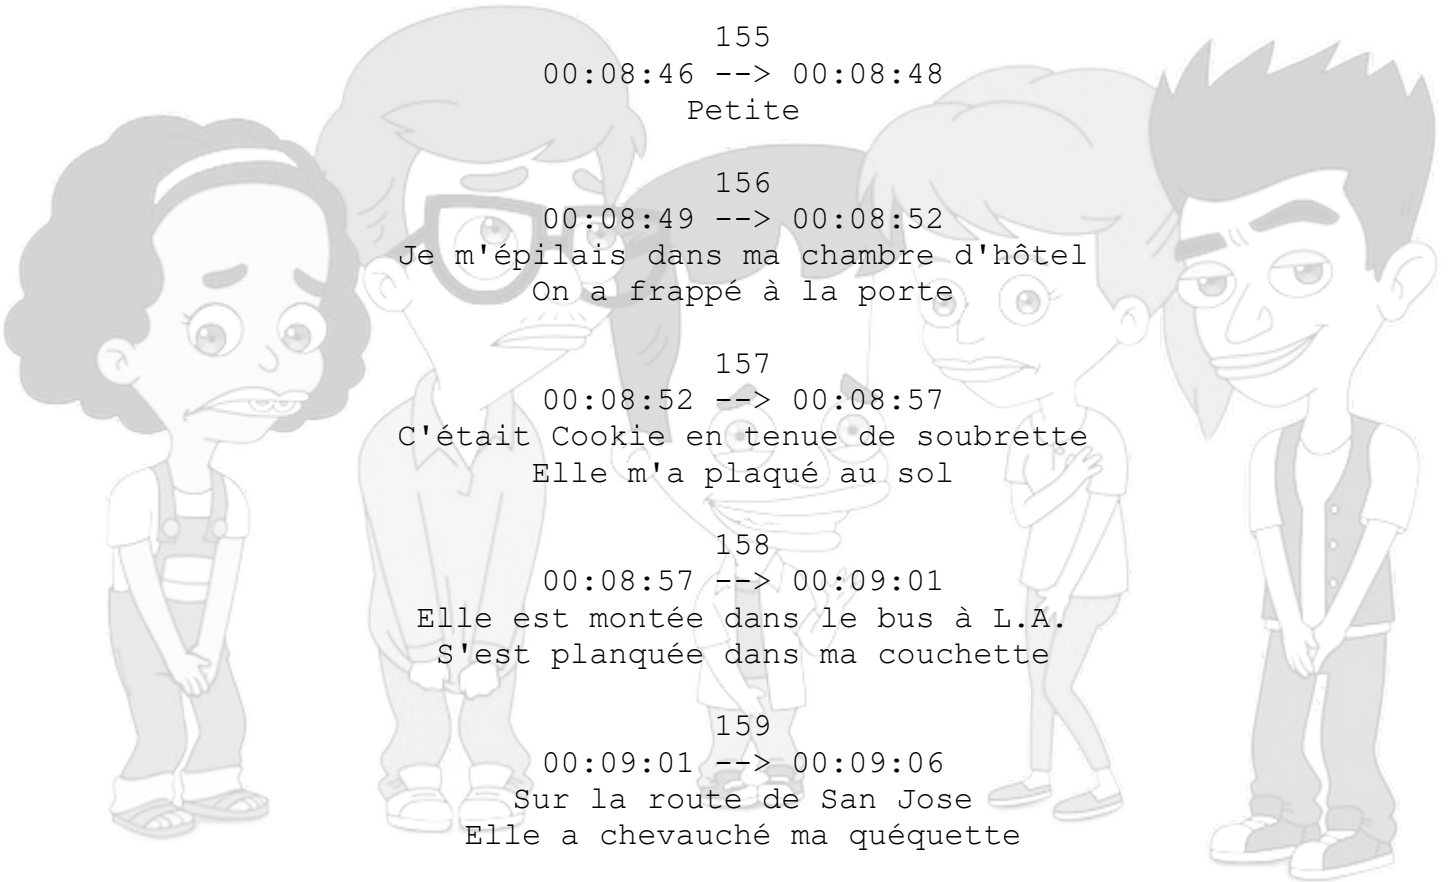 155
00:08:46 --> 00:08:48
Petite
156
00:08:49 --> 00:08:52
Je m'épilais dans ma chambre d'hôtel
On a frappé à la porte
157
00:08:52 --> 00:08:57
C'était Cookie en tenue de soubrette
Elle m'a plaqué au sol
158
00:08:57 --> 00:09:01
Elle est montée dans le bus à L.A.
S'est planquée dans ma couchette
159
00:09:01 --> 00:09:06
Sur la route de San Jose
Elle a chevauché ma quéquette